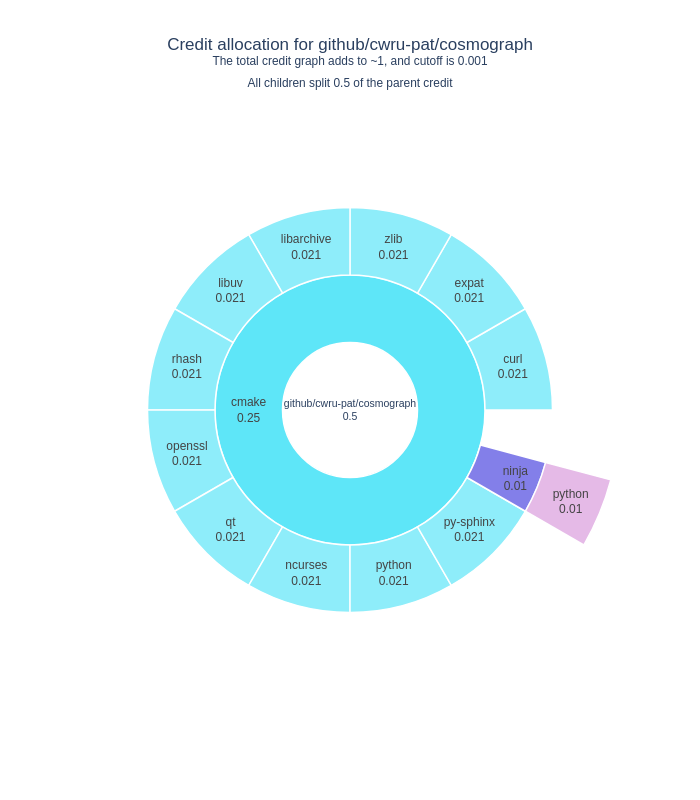 Credit allocation for github/cwru-pat/cosmograph
The total credit graph adds to ~1, and cutoff is 0.001
All children split 0.5 of the parent credit
libarchive
0.021
zlib
0.021
libuv
0.021
expat
0.021
rhash
0.021
curl
0.021
cmake
0.25
github/cwru-pat/cosmograph
0.5
openssl
0.021
ninja
0.01
python
0.01
qt
0.021
py-sphinx
0.021
ncurses
0.021
python
0.021